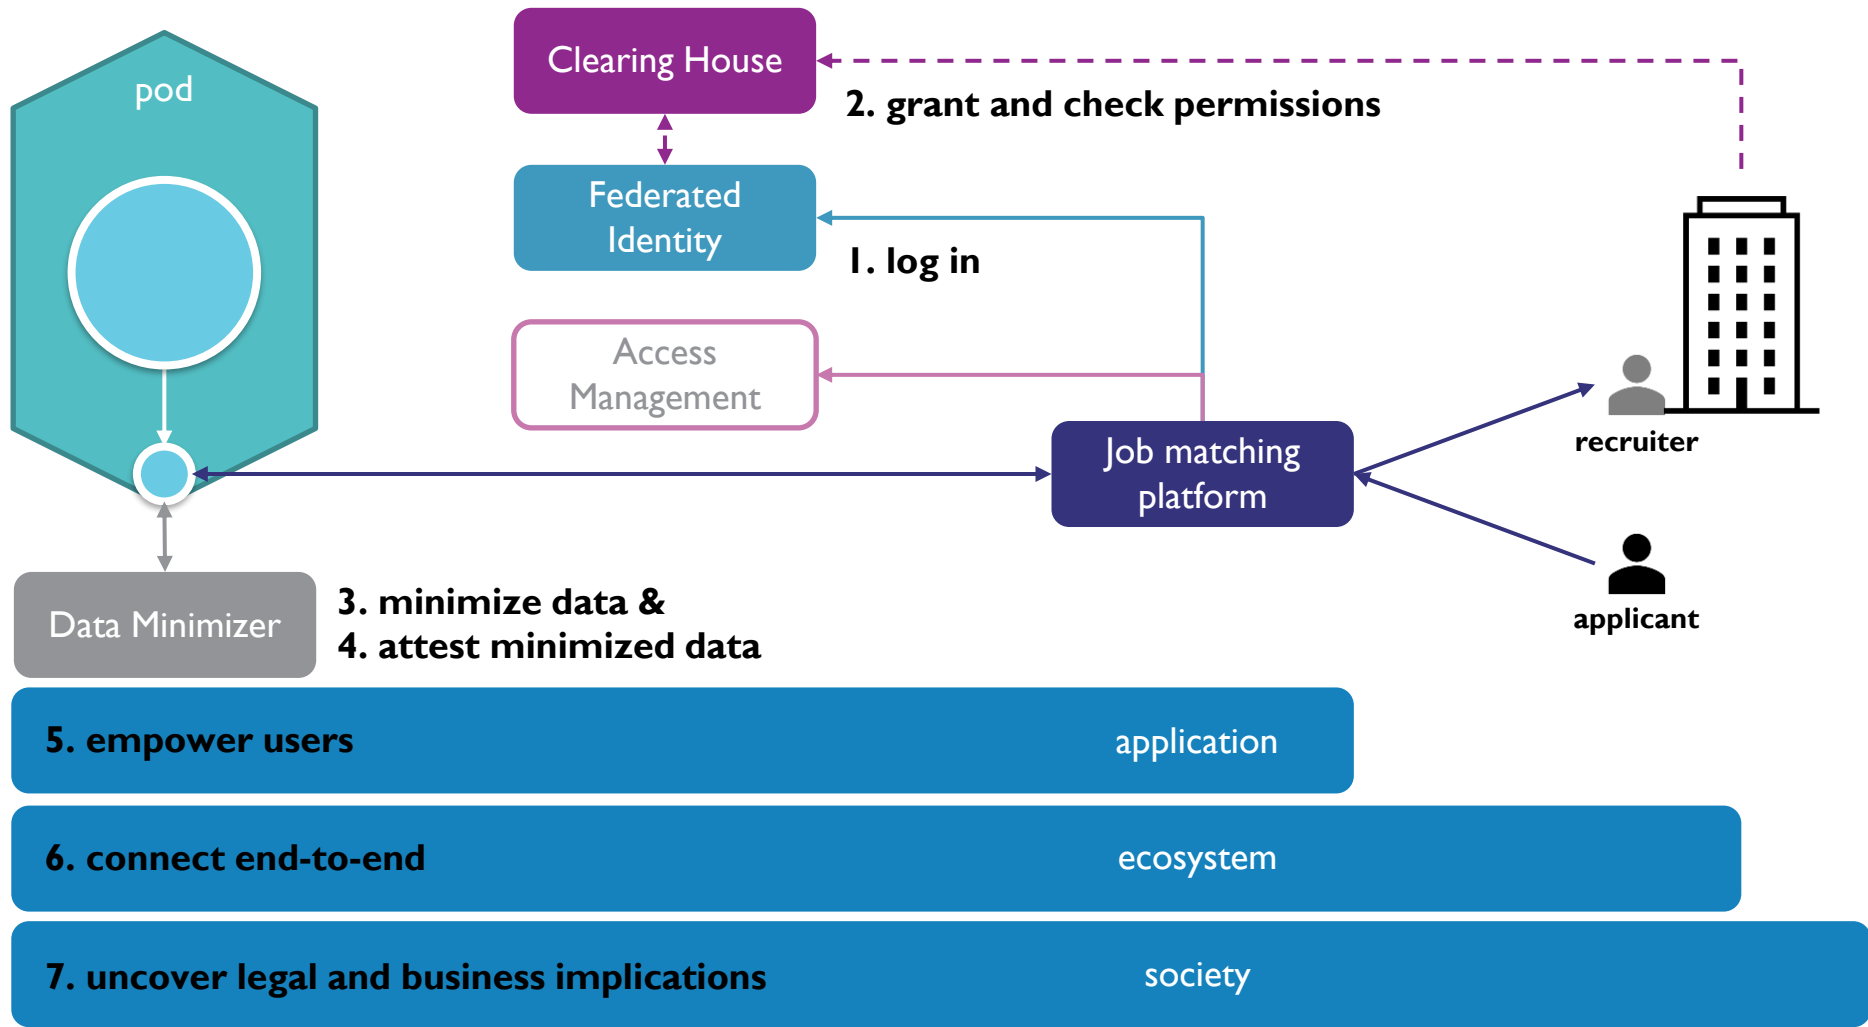 pod
Clearing House
2. grant and check permissions
Federated
Identity
1. log in
Access
Management
Job matching
platform
recruiter
applicant
Data Minimizer
3. minimize data &
4. attest minimized data
5. empower users
application
6. connect end-to-end
ecosystem
7. uncover legal and business implications
society